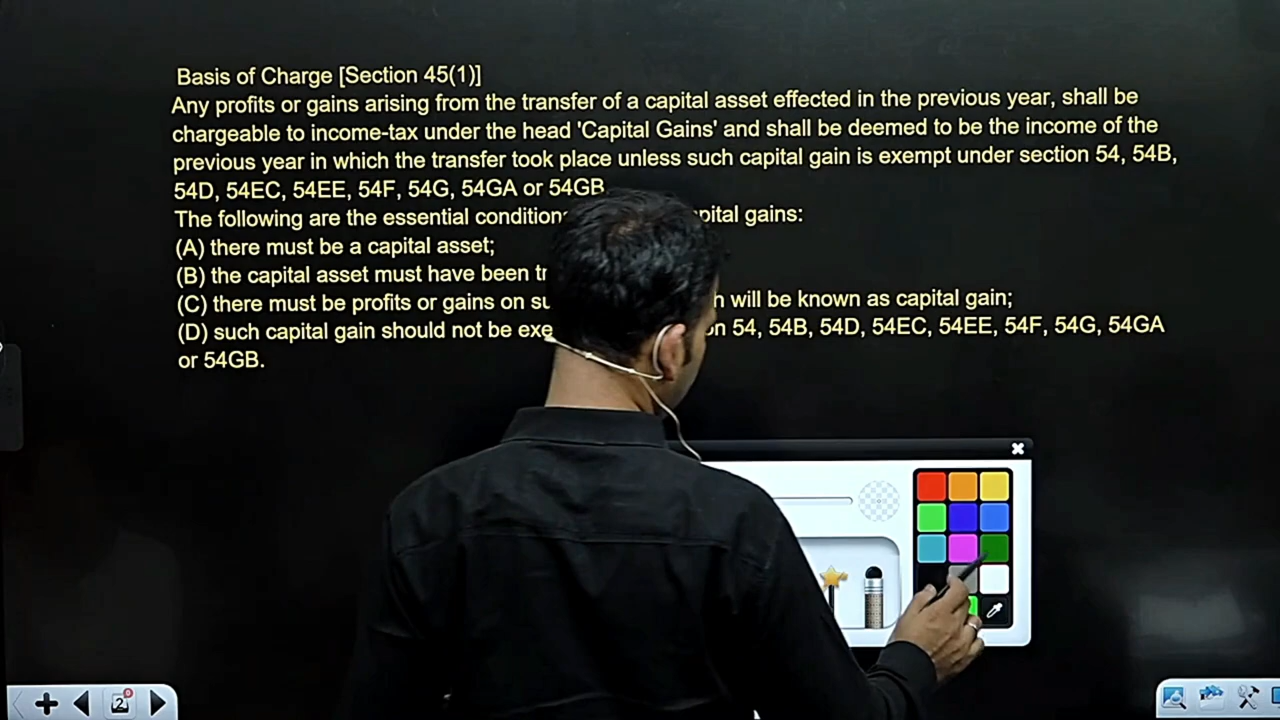 Basis of Charge [Section 45(1)]
Any profits or gains arising from the transfer of a capital asset effected in the previous year, shall be
chargeable to income-tax under the head 'Capital Gains' and shall be deemed to be the income of the
previous year in which the transfer took place unless such capital gain is exempt under section 54, 54B,
54D, 54EC, 54EE, 54F, 54G, 54GA or 54GB
The following are the essential gains:
(A) there must be a capital asset;
(B) the capital asset must have been
(C) there must be profits or gains on will be known as capital gain;
(D) such capital gain should not be 54, 54B, 54D, 54EC, 54EE, 54F, 54G, 54GA
or 54GB.
2